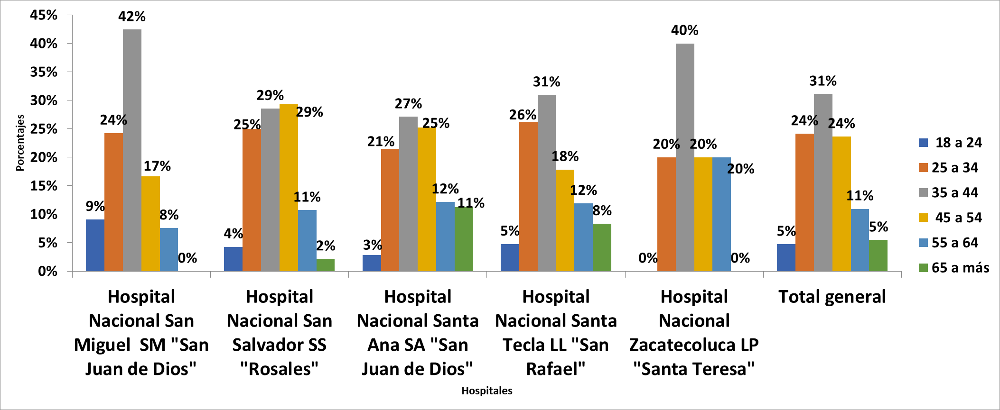 45%
40%
35%
30%
25%
20%
15%
10%
5%
0%
Porcentajes
9%
24%
42%
17%
8%
0%
4%
25%
29%
29%
11%
2%
3%
21%
27%
25%
12%
11%
5%
26%
31%
18%
12%
8%
0%
20%
40%
20%
20%
0%
5%
24%
31%
24%
11%
5%
Hospital
Nacional San
Miguel  SM "San
Juan de Dios"
Hospital
Nacional San
Salvador SS
"Rosales"
Hospital
Nacional Santa
Ana SA "San
Juan de Dios"
Hospital
Nacional Santa
Tecla LL "San
Rafael"
Hospital
Nacional
Zacatecoluca LP
"Santa Teresa"
Total general
Hospitales
18 a 24
25 a 34
35 a 44
45 a 54
55 a 64
65 a más